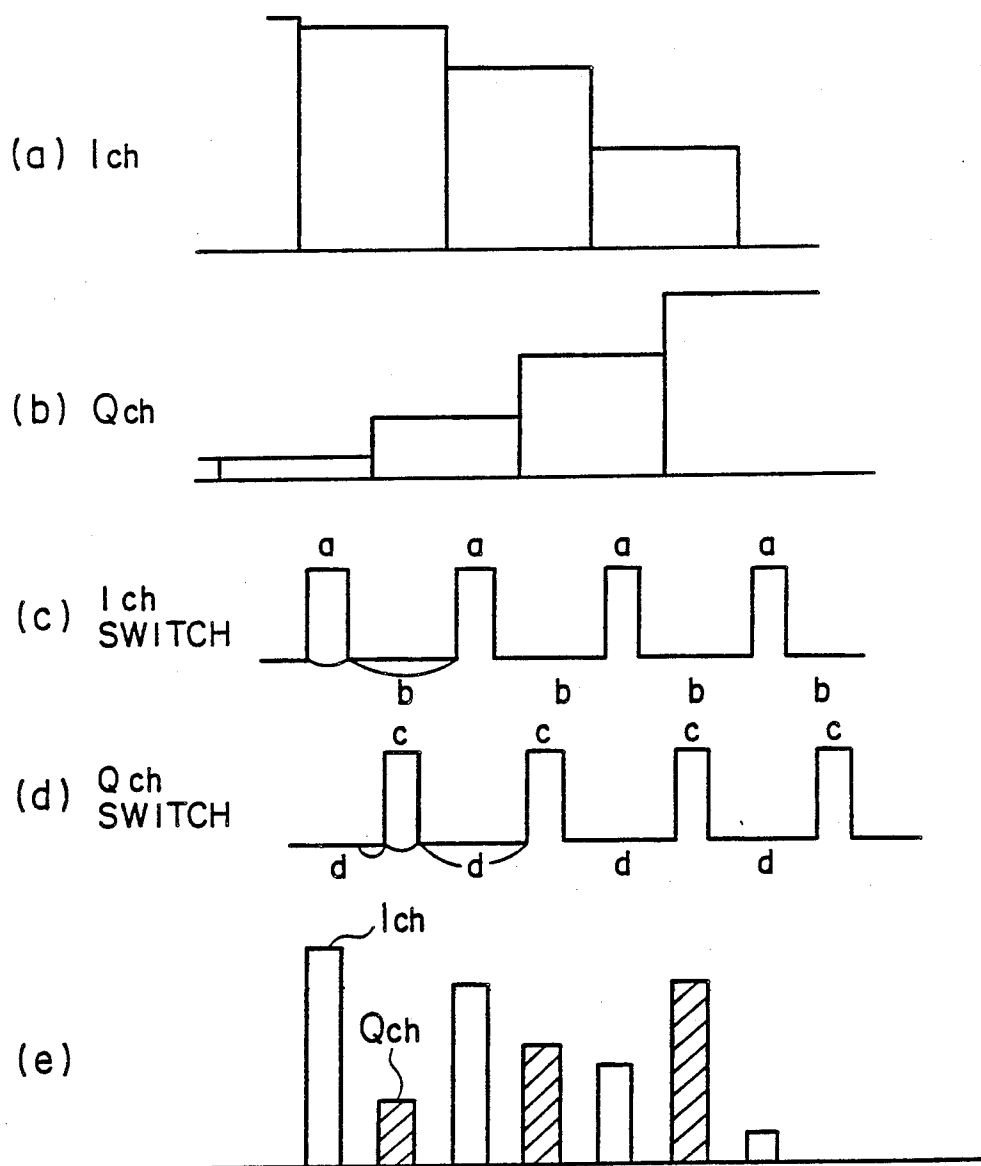 (a) Ich
(b) Qch
a a a a
(c) Ich
SWITCH
b b b b
c c c c
(d) Qch
SWITCH
d d d d
Ich
Qch
(e)